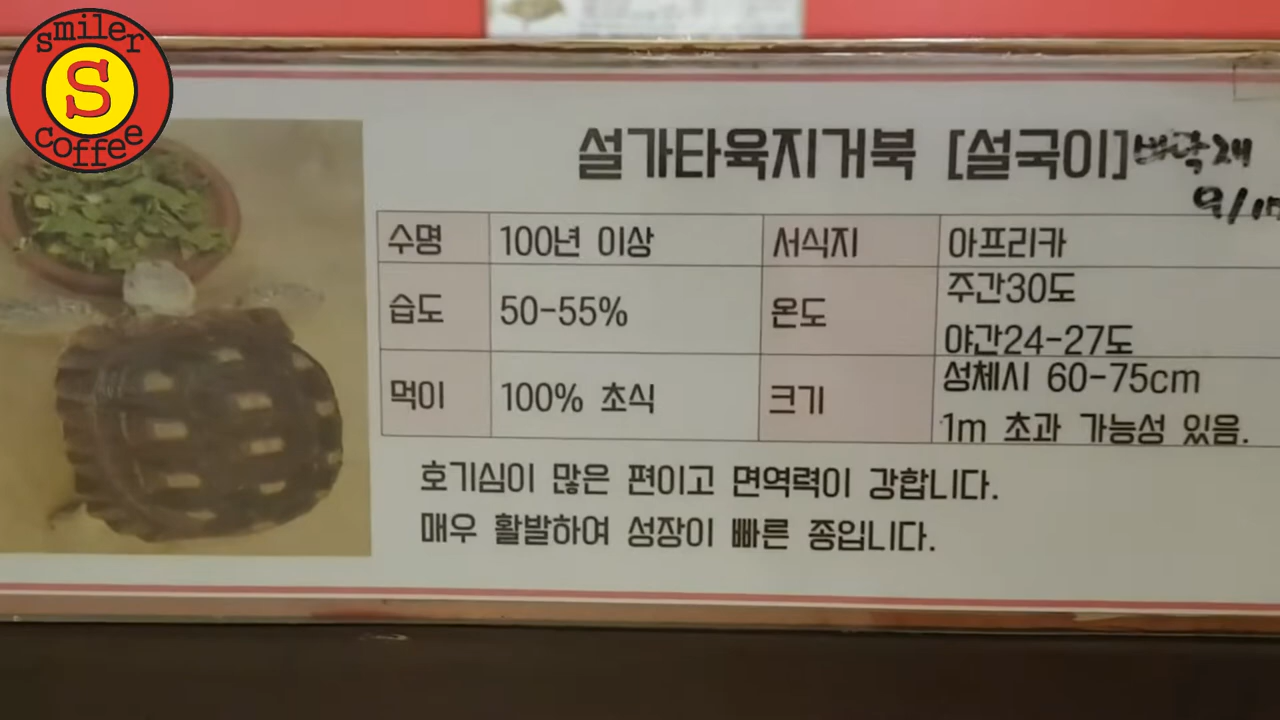 smiler
S
coffee
설가타육지거북 [설국이]
수명 100년 이상 서식지 아프리카
습도 50-55% 온도 주간30도
야간24-27도
먹이 100% 초식 크기 성체시 60-75cm
1m 초과 가능성 있음.
호기심이 많은 편이고 면역력이 강합니다.
매우 활발하여 성장이 빠른 종입니다.